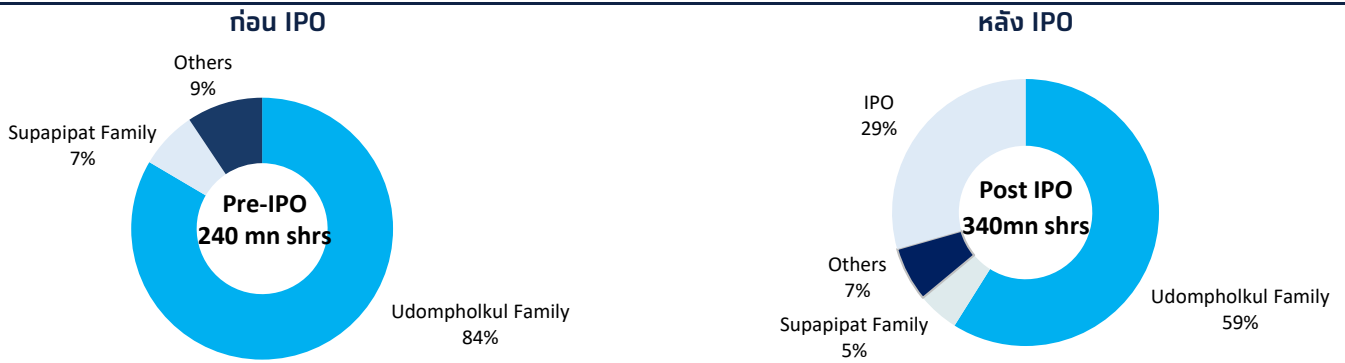 ก่อน IPO
Others
9%
Supapipat Family
7%
Pre-IPO
240 mn shrs
Udompholkul Family
84%
หลัง IPO
IPO
29%
Post IPO
340mn shrs
Others
7%
Supapipat Family
5%
Udompholkul Family
59%